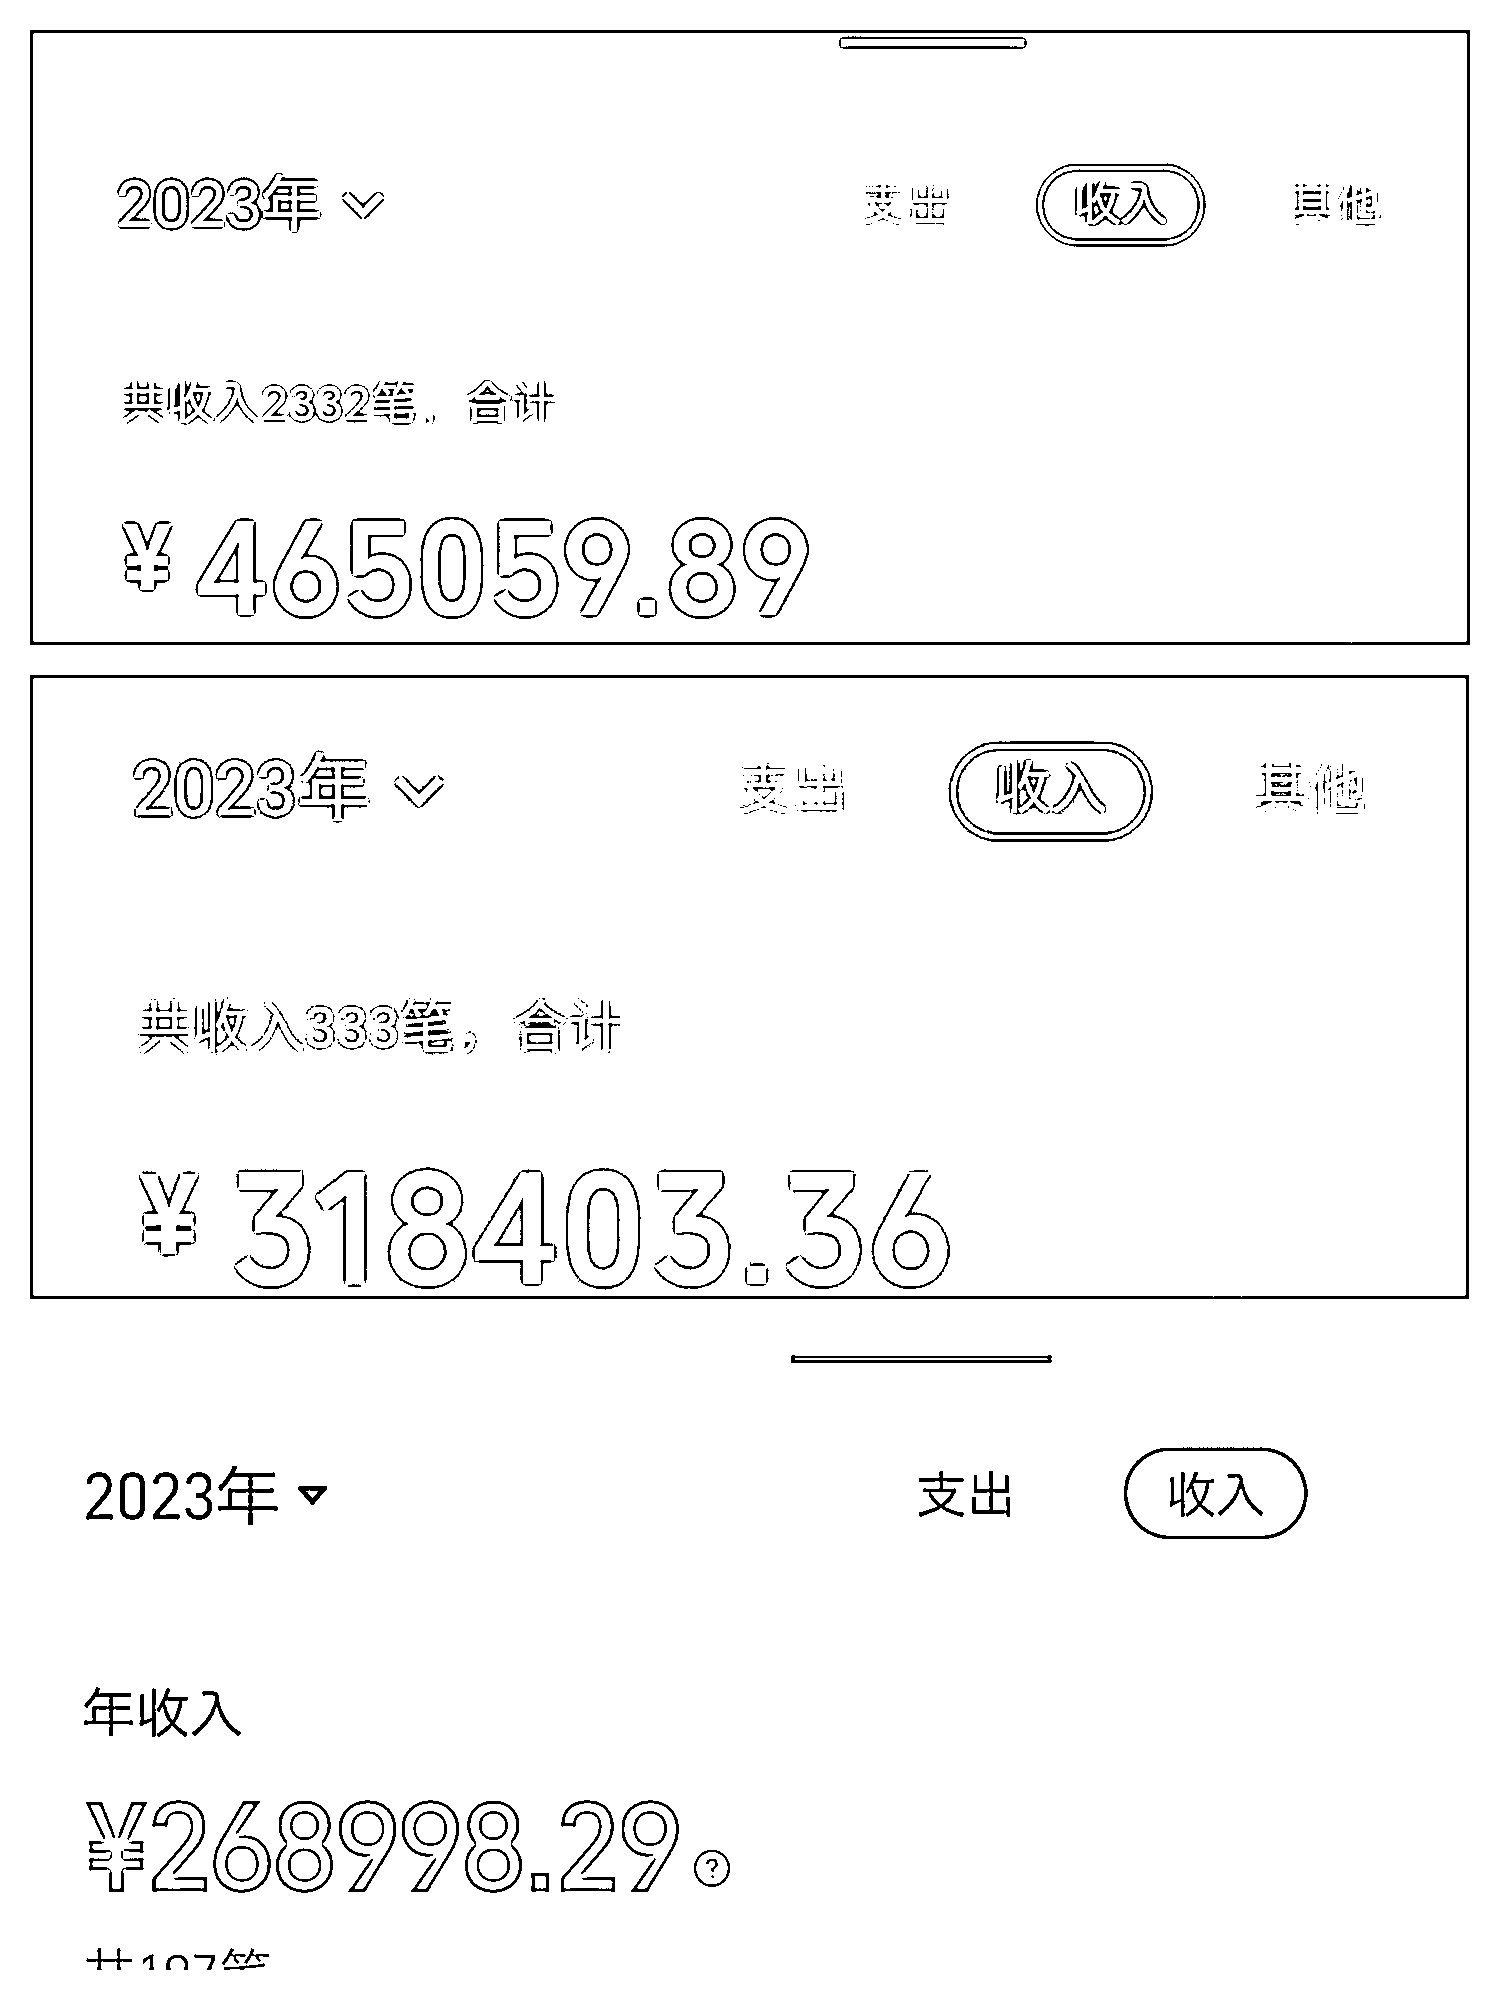 2023年 支出 收入 其他
共收入2332笔，合计
¥ 465059.89
2023年 支出 收入 其他
共收入333笔，合计
¥ 318403.36
2023年 支出 收入
年收入
¥268998.29 ?